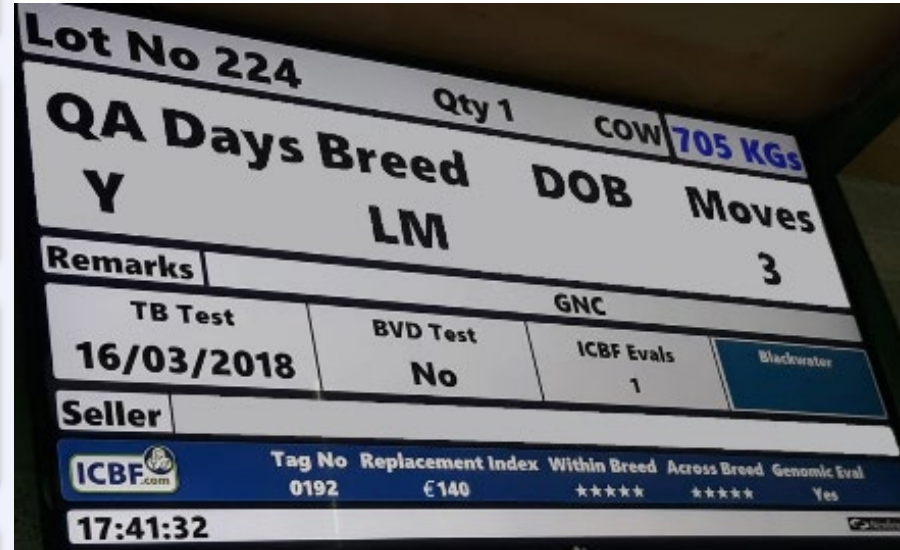 Lot No 224 Qty 1 COW 705 KGs
QA Days Breed DOB Moves
Y LM 3
Remarks GNC
TB Test BVD Test ICBF Evals Blackwater
16/03/2018 No 1
Seller
ICBF.com Tag No Replacement Index Within Breed Across Breed Genomic Eval
0192 €140 ★★★★★ ★★★★★ Yes
17:41:32